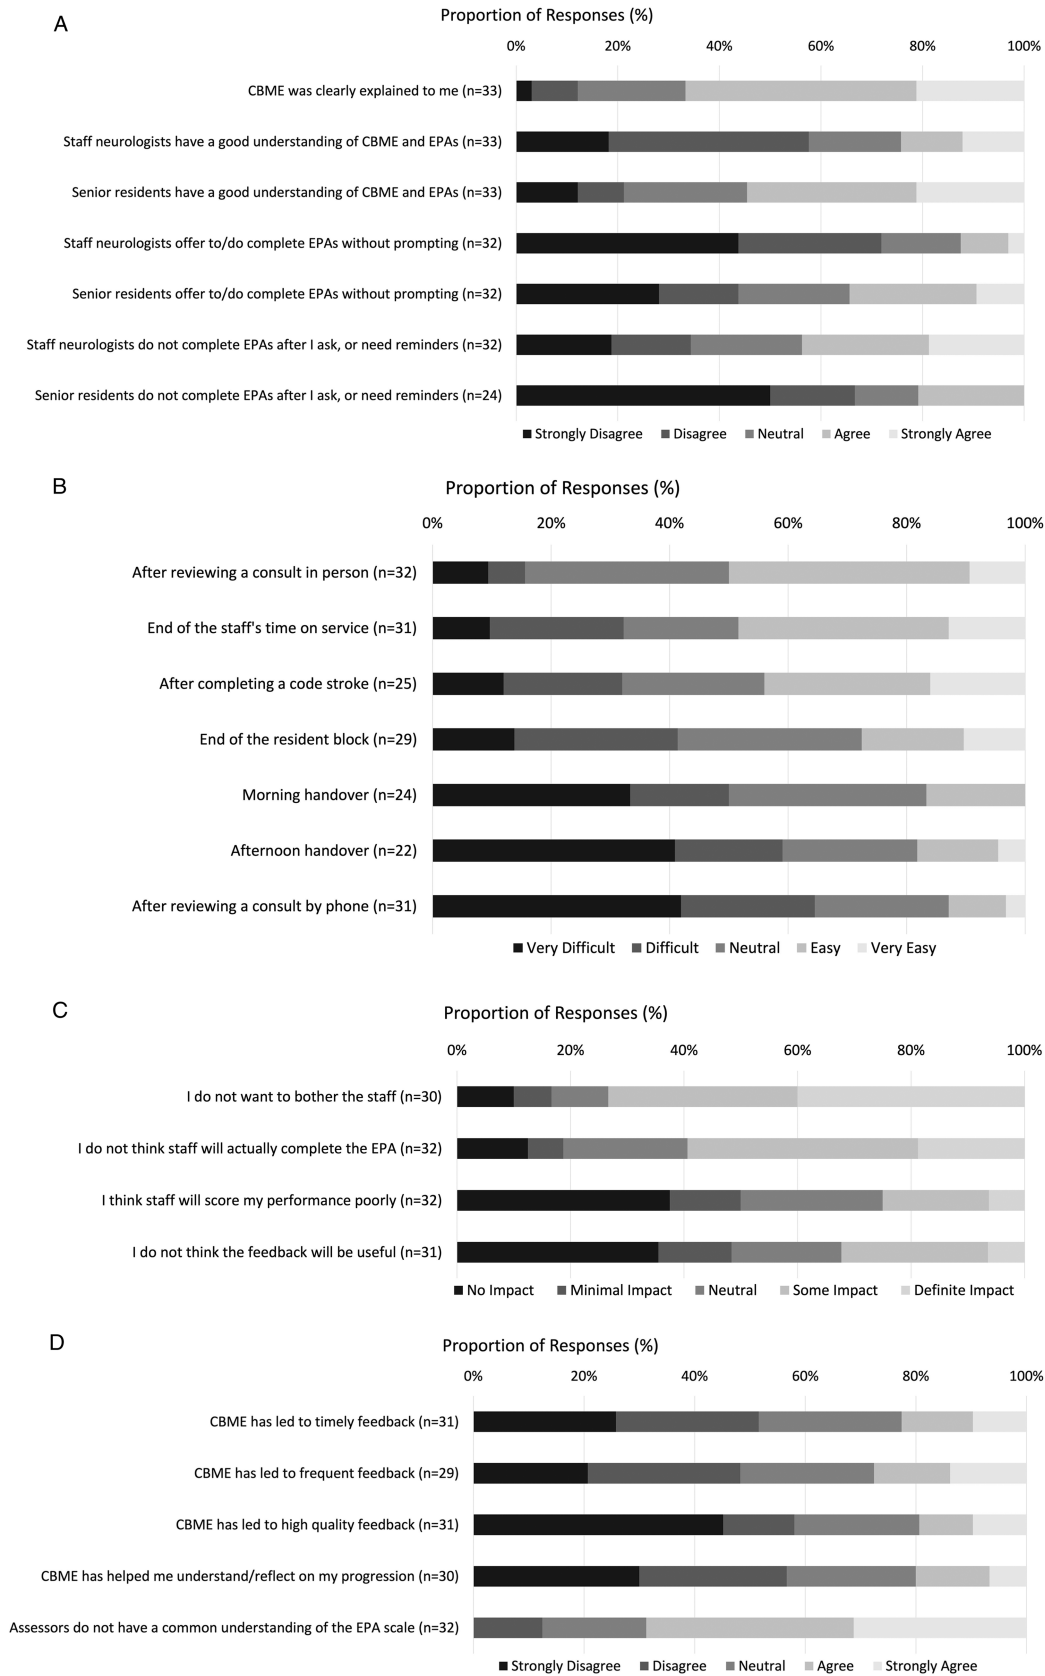 A
Proportion of Responses (%)
0% 20% 40% 60% 80% 100%
CBME was clearly explained to me (n=33)
Staff neurologists have a good understanding of CBME and EPAs (n=33)
Senior residents have a good understanding of CBME and EPAs (n=33)
Staff neurologists offer to/do complete EPAs without prompting (n=32)
Senior residents offer to/do complete EPAs without prompting (n=32)
Staff neurologists do not complete EPAs after I ask, or need reminders (n=32)
Senior residents do not complete EPAs after I ask, or need reminders (n=24)
Strongly Disagree Disagree Neutral Agree Strongly Agree
B
Proportion of Responses (%)
0% 20% 40% 60% 80% 100%
After reviewing a consult in person (n=32)
End of the staff's time on service (n=31)
After completing a code stroke (n=25)
End of the resident block (n=29)
Morning handover (n=24)
Afternoon handover (n=22)
After reviewing a consult by phone (n=31)
Very Difficult Difficult Neutral Easy Very Easy
C
Proportion of Responses (%)
0% 20% 40% 60% 80% 100%
I do not want to bother the staff (n=30)
I do not think staff will actually complete the EPA (n=32)
I think staff will score my performance poorly (n=32)
I do not think the feedback will be useful (n=31)
No Impact Minimal Impact Neutral Some Impact Definite Impact
D
Proportion of Responses (%)
0% 20% 40% 60% 80% 100%
CBME has led to timely feedback (n=31)
CBME has led to frequent feedback (n=29)
CBME has led to high quality feedback (n=31)
CBME has helped me understand/reflect on my progression (n=30)
Assessors do not have a common understanding of the EPA scale (n=32)
Strongly Disagree Disagree Neutral Agree Strongly Agree